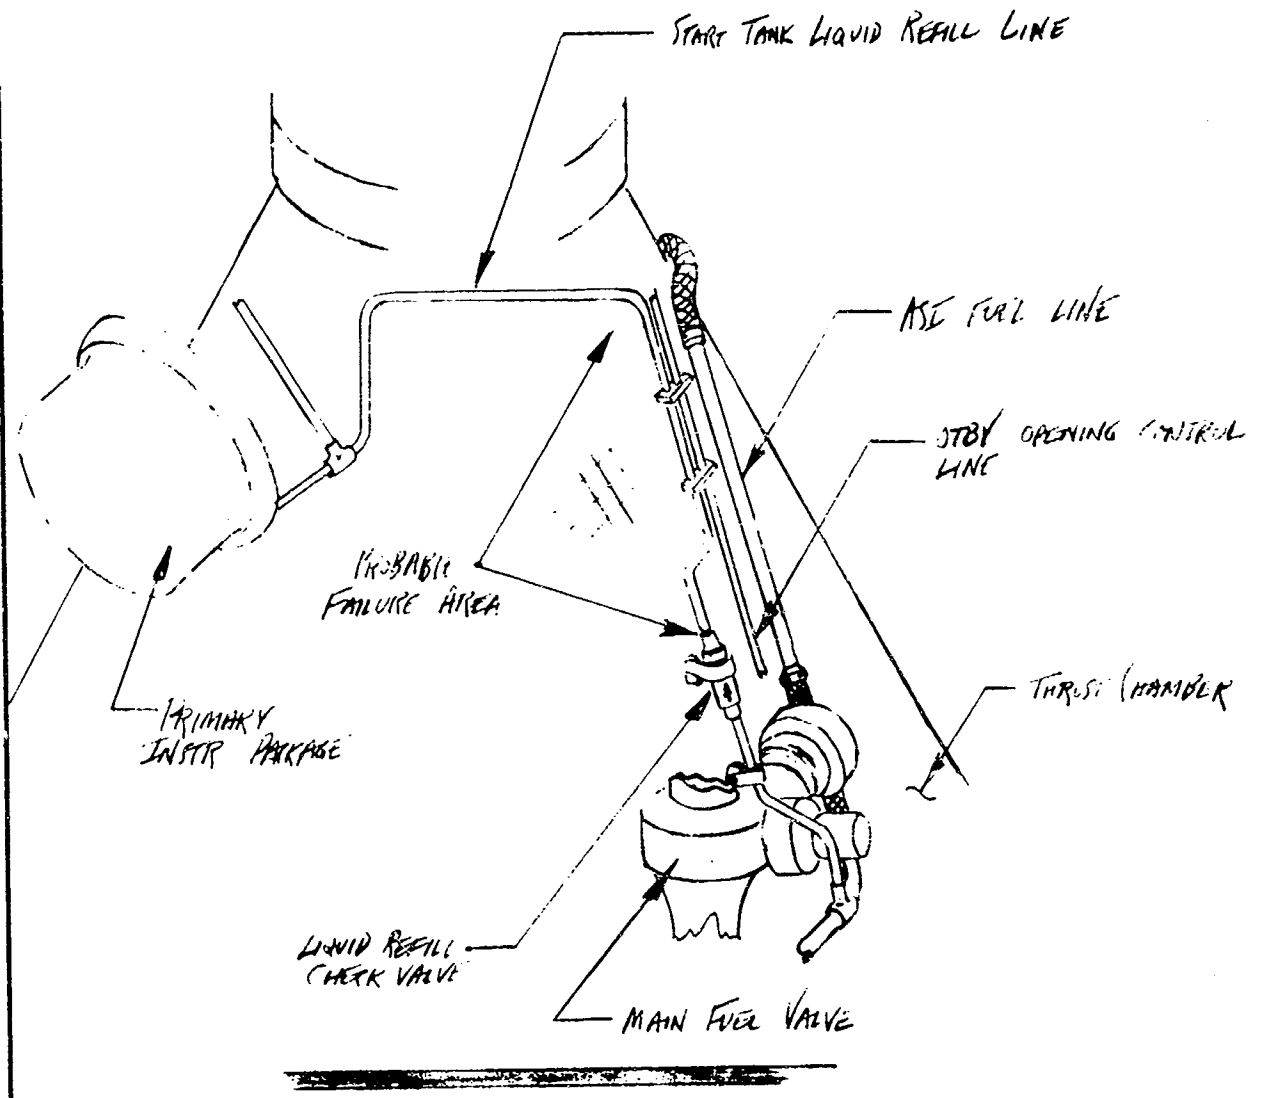 START TANK LIQUID REFILL LINE
ASI FUEL LINE
OTBV OPENING CONTROL
LINE
PROBABLE
FAILURE AREA
THRUST CHAMBER
PRIMARY
INSTR PACKAGE
LIQUID REFILL
CHECK VALVE
MAIN FUEL VALVE